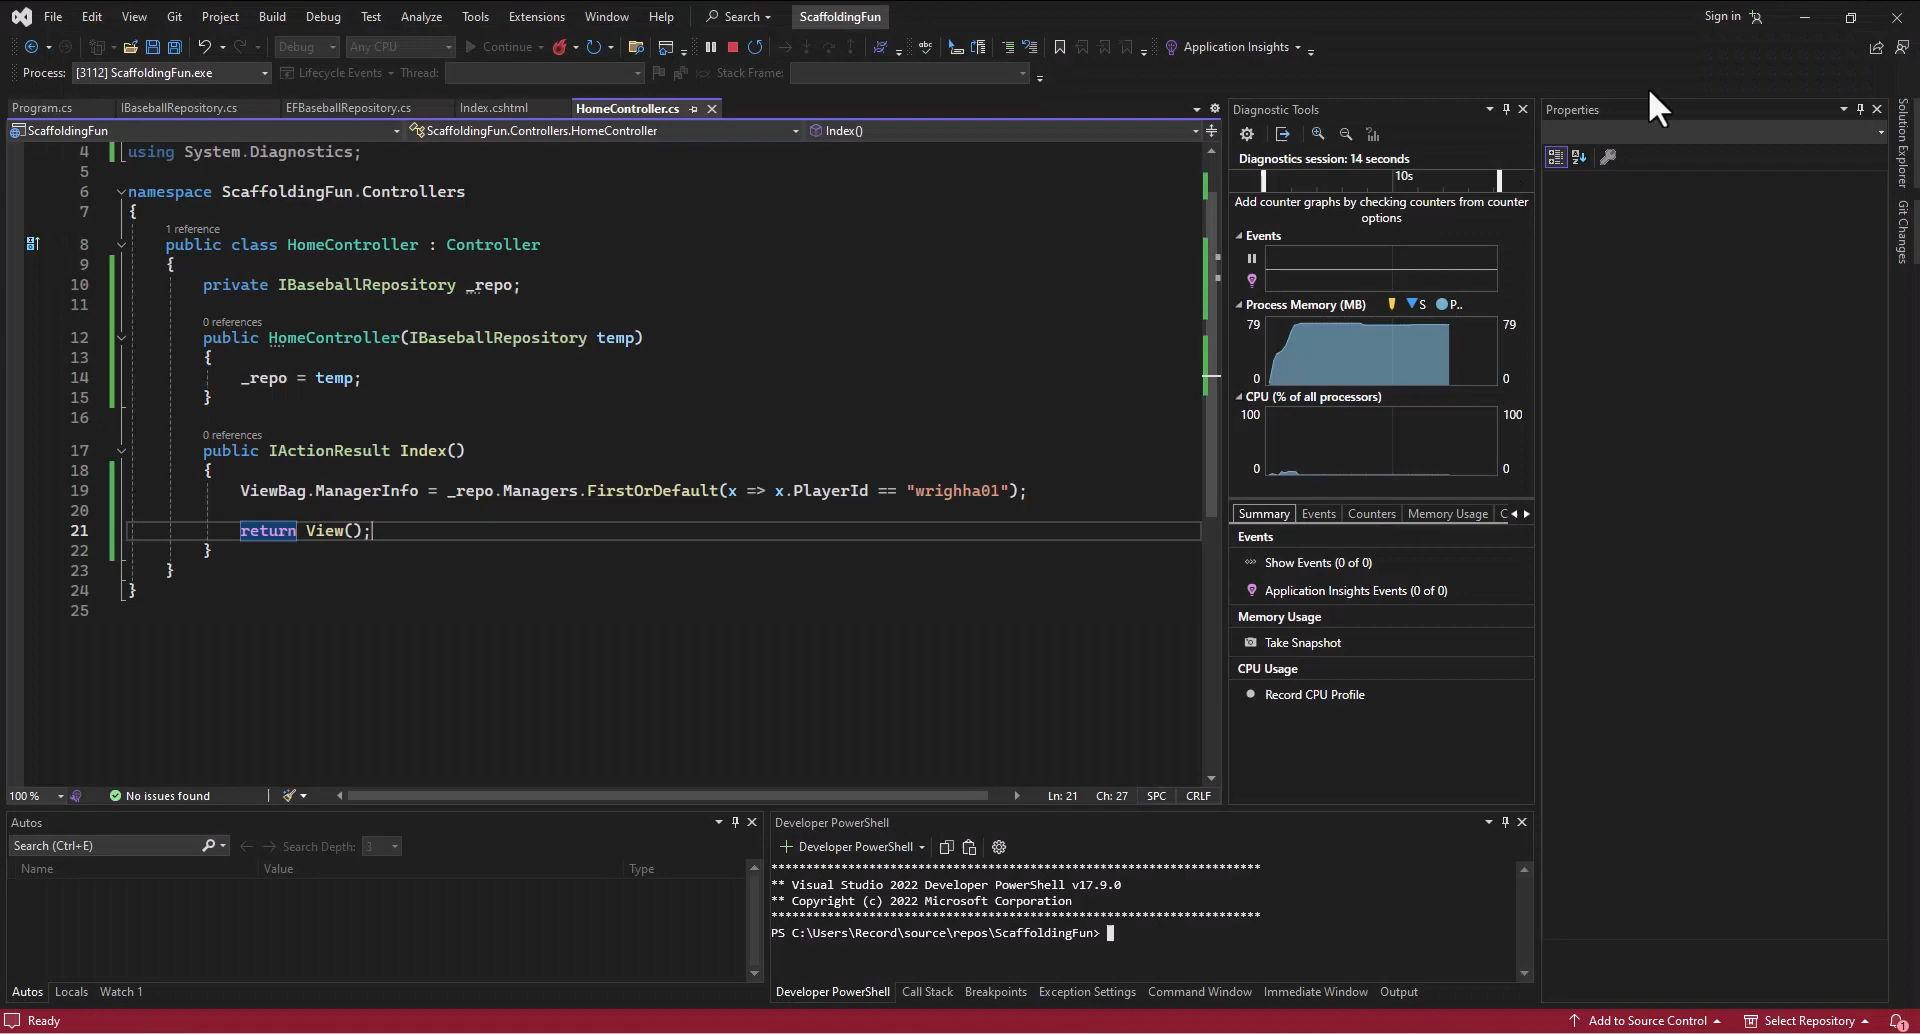 File Edit View Git Project Build Debug Test Analyze Tools Extensions Window Help Search ScaffoldingFun Sign in
Debug Any CPU Continue Application Insights
Process: [3112] ScaffoldingFun.exe Lifecycle Events Thread: Stack Frame:
Program.cs IBaseballRepository.cs EFBaseballRepository.cs Index.cshtml HomeController.cs
ScaffoldingFun ScaffoldingFun.Controllers.HomeController Index()
4 using System.Diagnostics;
5
6 namespace ScaffoldingFun.Controllers
7 {
1 reference
8 public class HomeController : Controller
9 {
10 private IBaseballRepository _repo;
11
0 references
12 public HomeController(IBaseballRepository temp)
13 {
14 _repo = temp;
15 }
16
0 references
17 public IActionResult Index()
18 {
19 ViewBag.ManagerInfo = _repo.Managers.FirstOrDefault(x => x.PlayerId == "wrighha01");
20
21 return View();
22 }
23 }
24 }
25
100 % No issues found Ln: 21 Ch: 27 SPC CRLF
Diagnostic Tools
Diagnostics session: 14 seconds
10s
Add counter graphs by checking counters from counter
options
Events
Process Memory (MB) S P..
79 79
0 0
CPU (% of all processors)
100 100
0 0
Summary Events Counters Memory Usage C
Events
Show Events (0 of 0)
Application Insights Events (0 of 0)
Memory Usage
Take Snapshot
CPU Usage
Record CPU Profile
Properties
Solution Explorer
Git Changes
Autos
Search (Ctrl+E) Search Depth: 3
Name Value Type
Autos Locals Watch 1
Developer PowerShell
+ Developer PowerShell
**********************************************************************
** Visual Studio 2022 Developer PowerShell v17.9.0
** Copyright (c) 2022 Microsoft Corporation
**********************************************************************
PS C:\Users\Record\source\repos\ScaffoldingFun>
Developer PowerShell Call Stack Breakpoints Exception Settings Command Window Immediate Window Output
Ready Add to Source Control Select Repository 1